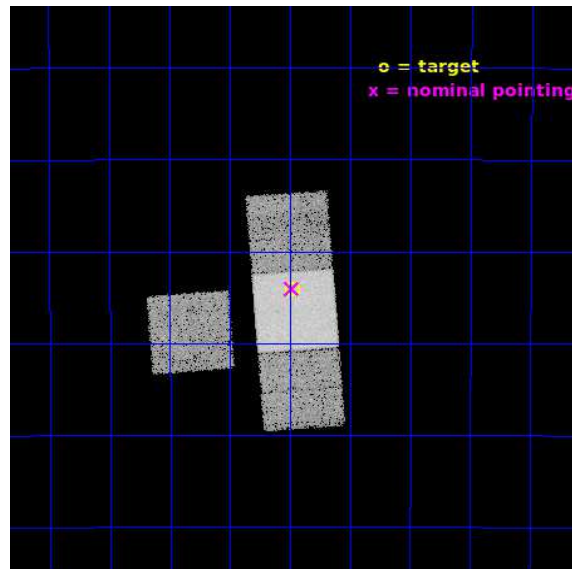 o = target
x = nominal pointing